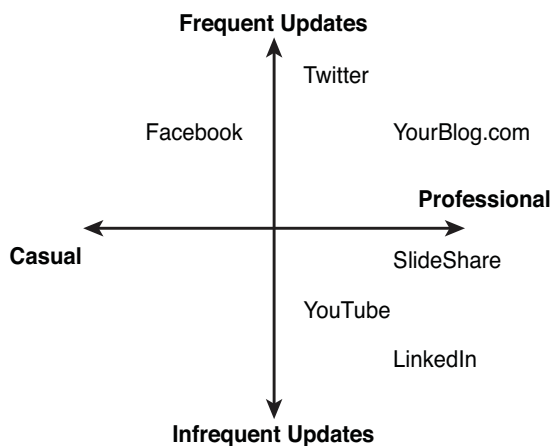 Frequent Updates
Twitter
Facebook
YourBlog.com
Professional
Casual
SlideShare
YouTube
LinkedIn
Infrequent Updates